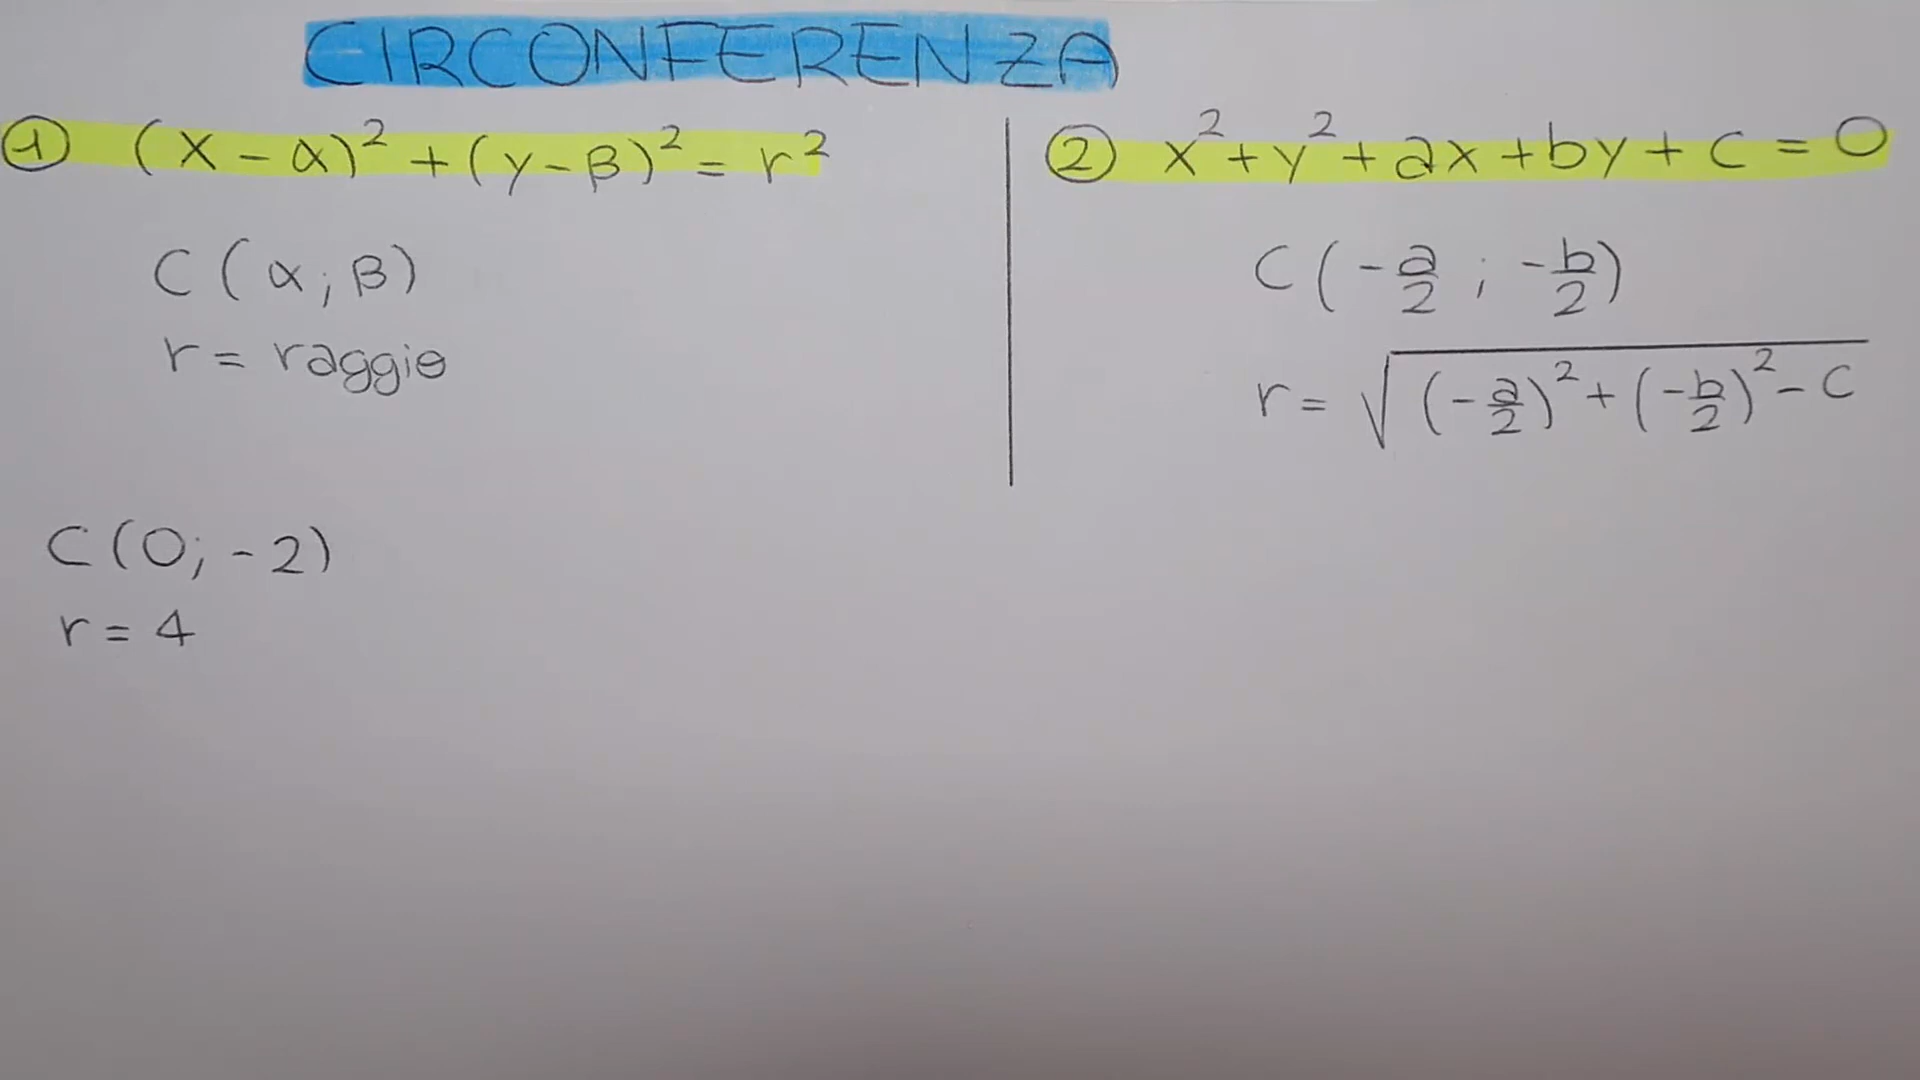 CIRCONFERENZA
① (x-α)² + (y-β)² = r²
C(α; β)
r = raggio
② x² + y² + ax + by + c = 0
C(-a/2 ; -b/2)
r = √((-a/2)² + (-b/2)² - c)
C(0; -2)
r = 4